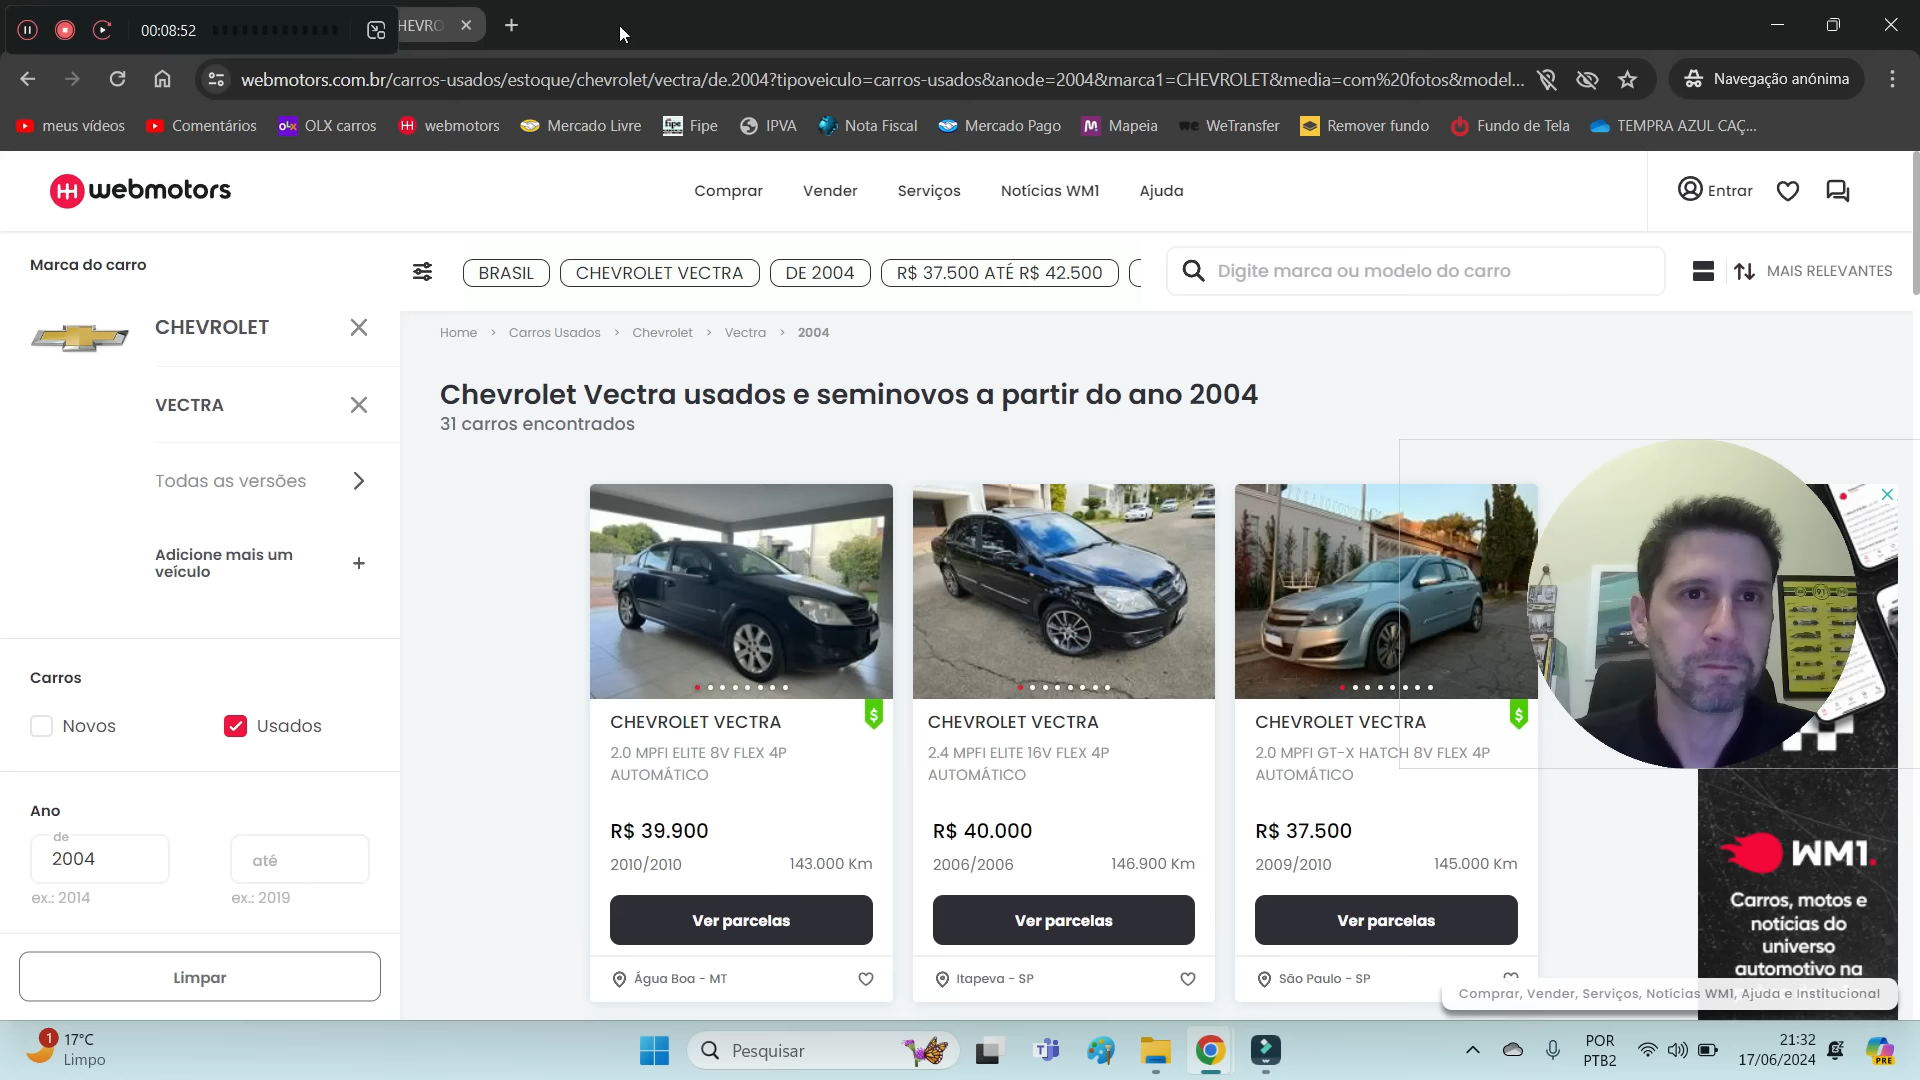 00:08:52
HEVRO
webmotors.com.br/carros-usados/estoque/chevrolet/vectra/de.2004?tipoveiculo=carros-usados&anode=2004&marca1=CHEVROLET&media=com%20fotos&model...
Navegação anónima
meus vídeos
Comentários
OLX carros
webmotors
Mercado Livre
Fipe
IPVA
Nota Fiscal
Mercado Pago
Mapeia
WeTransfer
Remover fundo
Fundo de Tela
TEMPRA AZUL CAÇ...
webmotors
Comprar
Vender
Serviços
Notícias WM1
Ajuda
Entrar
Marca do carro
BRASIL
CHEVROLET VECTRA
DE 2004
R$ 37.500 ATÉ R$ 42.500
Digite marca ou modelo do carro
MAIS RELEVANTES
CHEVROLET
VECTRA
Todas as versões
Adicione mais um
veículo
Home > Carros Usados > Chevrolet > Vectra > 2004
Chevrolet Vectra usados e seminovos a partir do ano 2004
31 carros encontrados
Carros
Novos
Usados
Ano
de
2004
até
ex.: 2014
ex.: 2019
Limpar
CHEVROLET VECTRA
2.0 MPFI ELITE 8V FLEX 4P
AUTOMÁTICO
R$ 39.900
2010/2010
143.000 Km
Ver parcelas
Água Boa - MT
CHEVROLET VECTRA
2.4 MPFI ELITE 16V FLEX 4P
AUTOMÁTICO
R$ 40.000
2006/2006
146.900 Km
Ver parcelas
Itapeva - SP
CHEVROLET VECTRA
2.0 MPFI GT-X HATCH 8V FLEX 4P
AUTOMÁTICO
R$ 37.500
2009/2010
145.000 Km
Ver parcelas
São Paulo - SP
WM1.
Carros, motos e
notícias do
universo
automotivo na
Comprar, Vender, Serviços, Notícias WM1, Ajuda e Institucional
1
17°C
Limpo
Pesquisar
POR
PTB2
21:32
17/06/2024
PRE